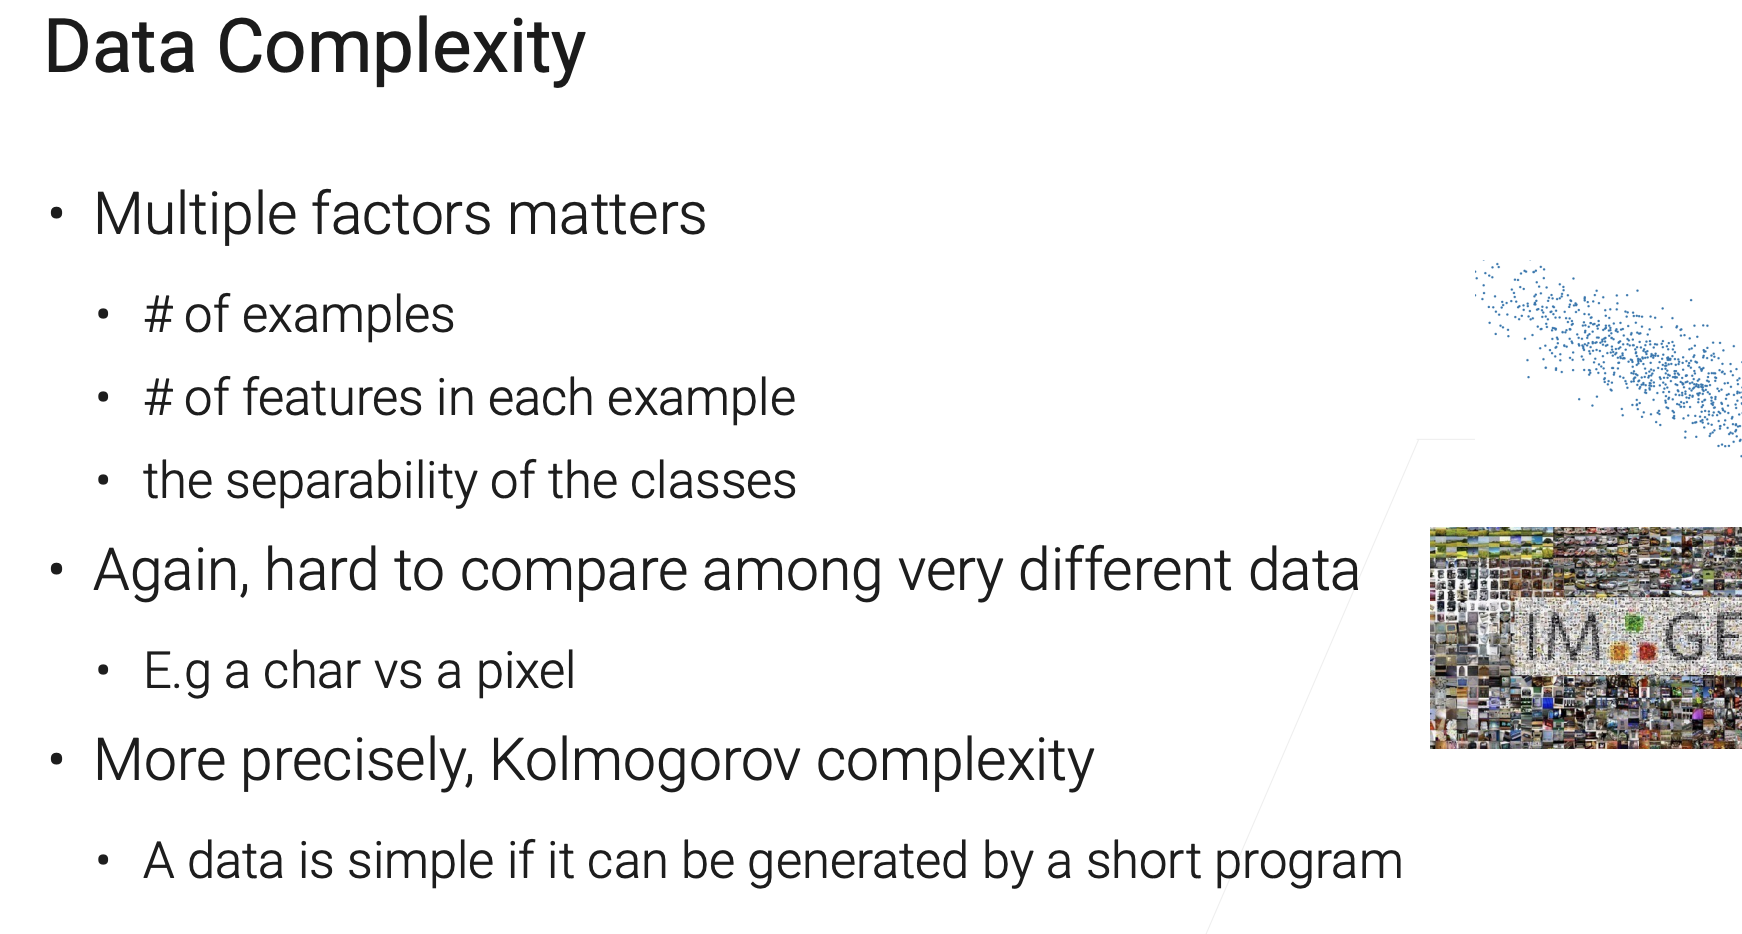 Data Complexity
• Multiple factors matters
• # of examples
• # of features in each example
• the separability of the classes
• Again, hard to compare among very different data
• E.g a char vs a pixel
• More precisely, Kolmogorov complexity
• A data is simple if it can be generated by a short program
IM GE